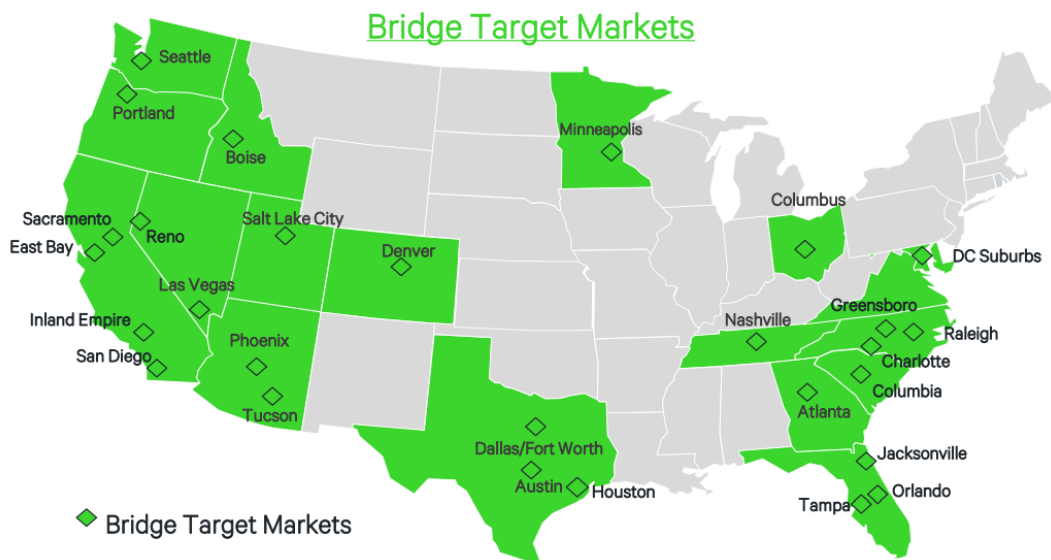 Bridge Target Markets
Seattle
Portland
Boise
Minneapolis
Columbus
Sacramento
Reno
Salt Lake City
East Bay
Denver
DC Suburbs
Las Vegas
Greensboro
Inland Empire
Nashville
Raleigh
San Diego
Phoenix
Charlotte
Columbia
Tucson
Atlanta
Dallas/Fort Worth
Jacksonville
Austin
Houston
Orlando
Tampa
Bridge Target Markets